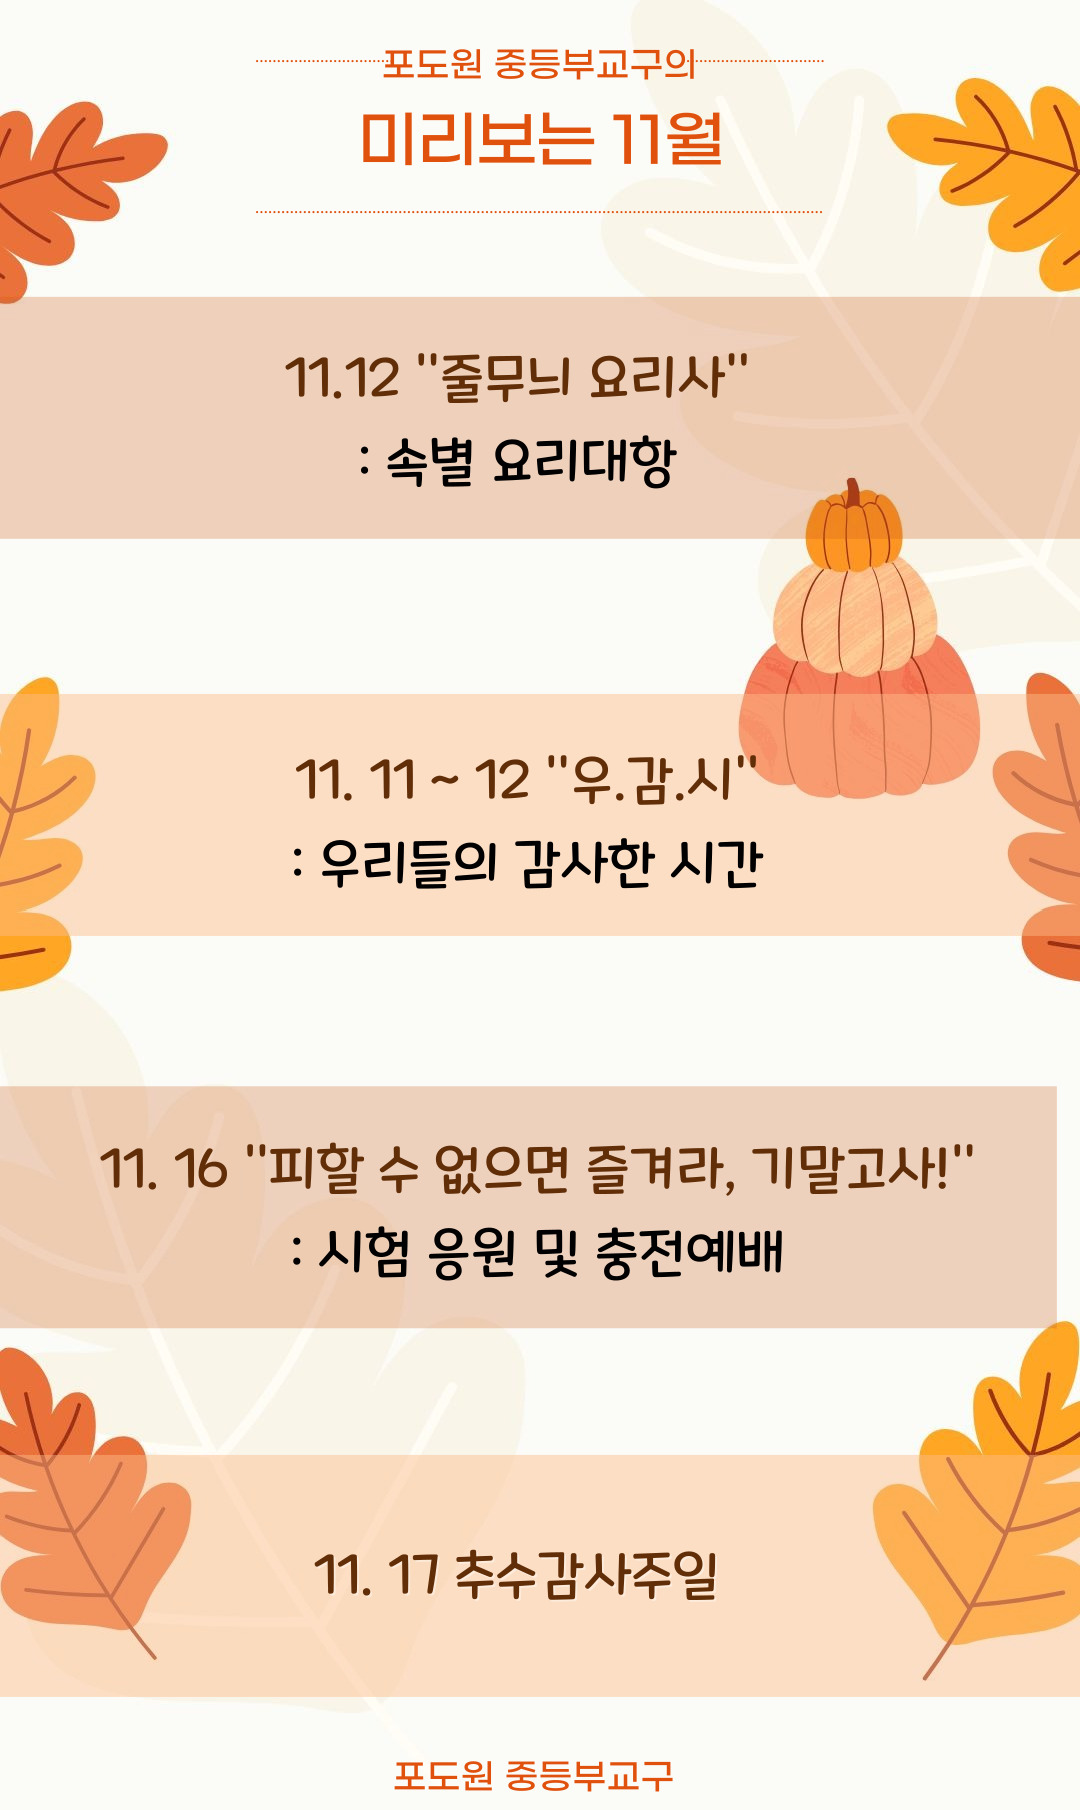 포도원 중등부교구의
미리보는 11월
11.12 "줄무늬 요리사"
: 속별 요리대항
11. 11 ~ 12 "우.감.시"
: 우리들의 감사한 시간
11. 16 "피할 수 없으면 즐겨라, 기말고사!"
: 시험 응원 및 충전예배
11. 17 추수감사주일
포도원 중등부교구